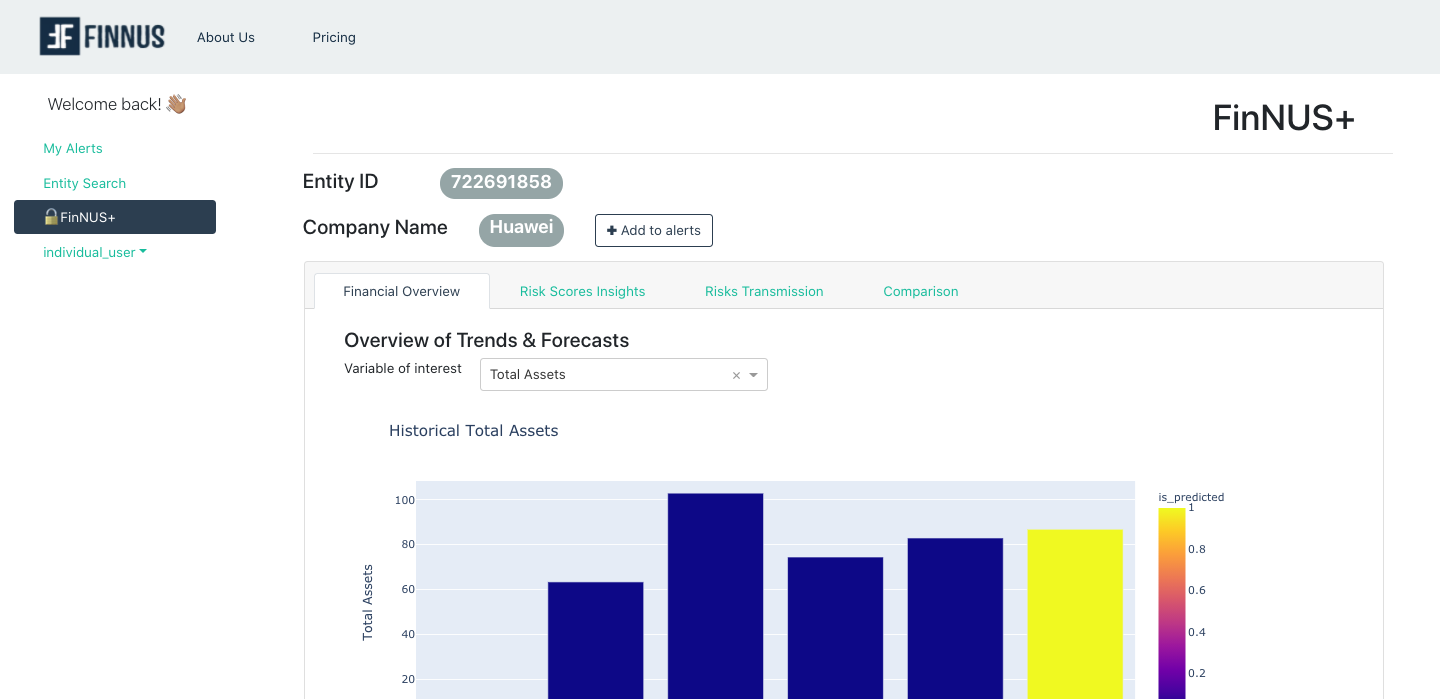 FINNUS
About Us
Pricing
Welcome back! 👋🏽
FinNUS+
My Alerts
Entity Search
🔒FinNUS+
individual_user
Entity ID
722691858
Company Name
Huawei
+ Add to alerts
Financial Overview
Risk Scores Insights
Risks Transmission
Comparison
Overview of Trends & Forecasts
Variable of interest
Total Assets
×
Historical Total Assets
Total Assets
100
80
60
40
20
is_predicted
1
0.8
0.6
0.4
0.2